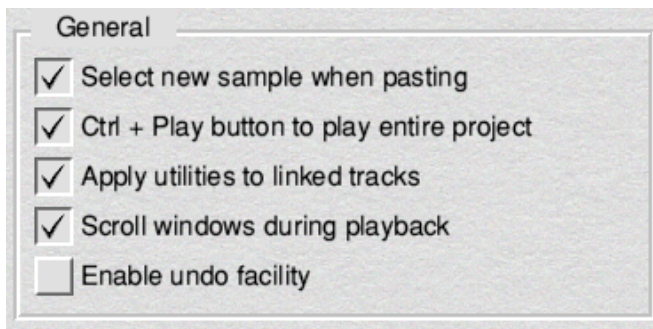 General
Select new sample when pasting
Ctrl + Play button to play entire project
Apply utilities to linked tracks
Scroll windows during playback
Enable undo facility